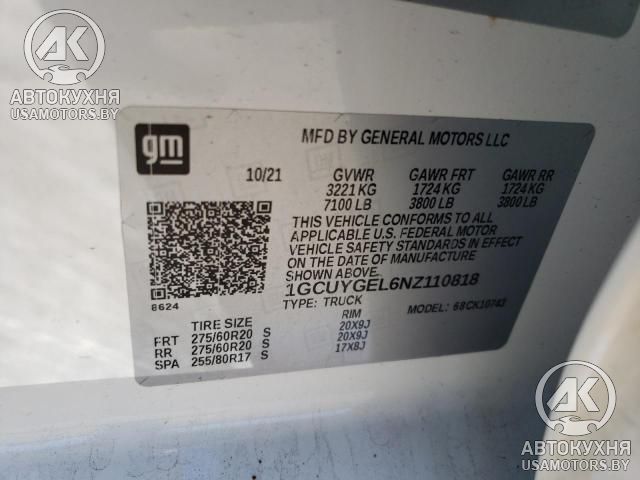 AK
АВТОКУХНЯ
USAMOTORS.BY
gm
MFD BY GENERAL MOTORS LLC
10/21 GVWR GAWR FRT GAWR RR
3221 KG 1724 KG 1724 KG
7100 LB 3800 LB 3800 LB
THIS VEHICLE CONFORMS TO ALL
APPLICABLE U.S. FEDERAL MOTOR
VEHICLE SAFETY STANDARDS IN EFFECT
ON THE DATE OF MANUFACTURE
SHOWN ABOVE.
1GCUYGEL6NZ110818
8624
TYPE: TRUCK MODEL: 68CK10743
TIRE SIZE RIM
FRT 275/60R20 S 20X9J
RR 275/60R20 S 20X9J
SPA 255/80R17 S 17X8J
AK
АВТОКУХНЯ
USAMOTORS.BY